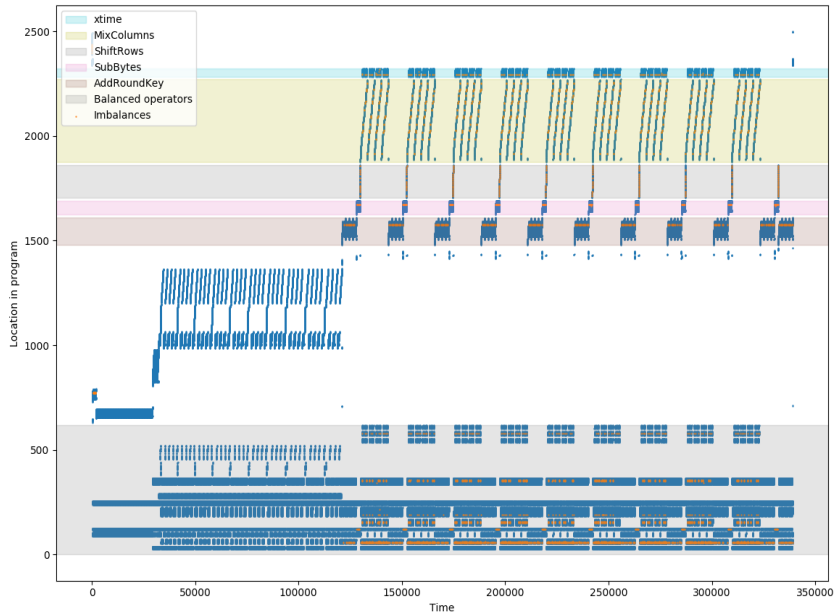 xtime
MixColumns
ShiftRows
SubBytes
AddRoundKey
Balanced operators
Imbalances
2500
2000
1500
1000
500
0
Location in program
0
50000
100000
150000
200000
250000
300000
350000
Time